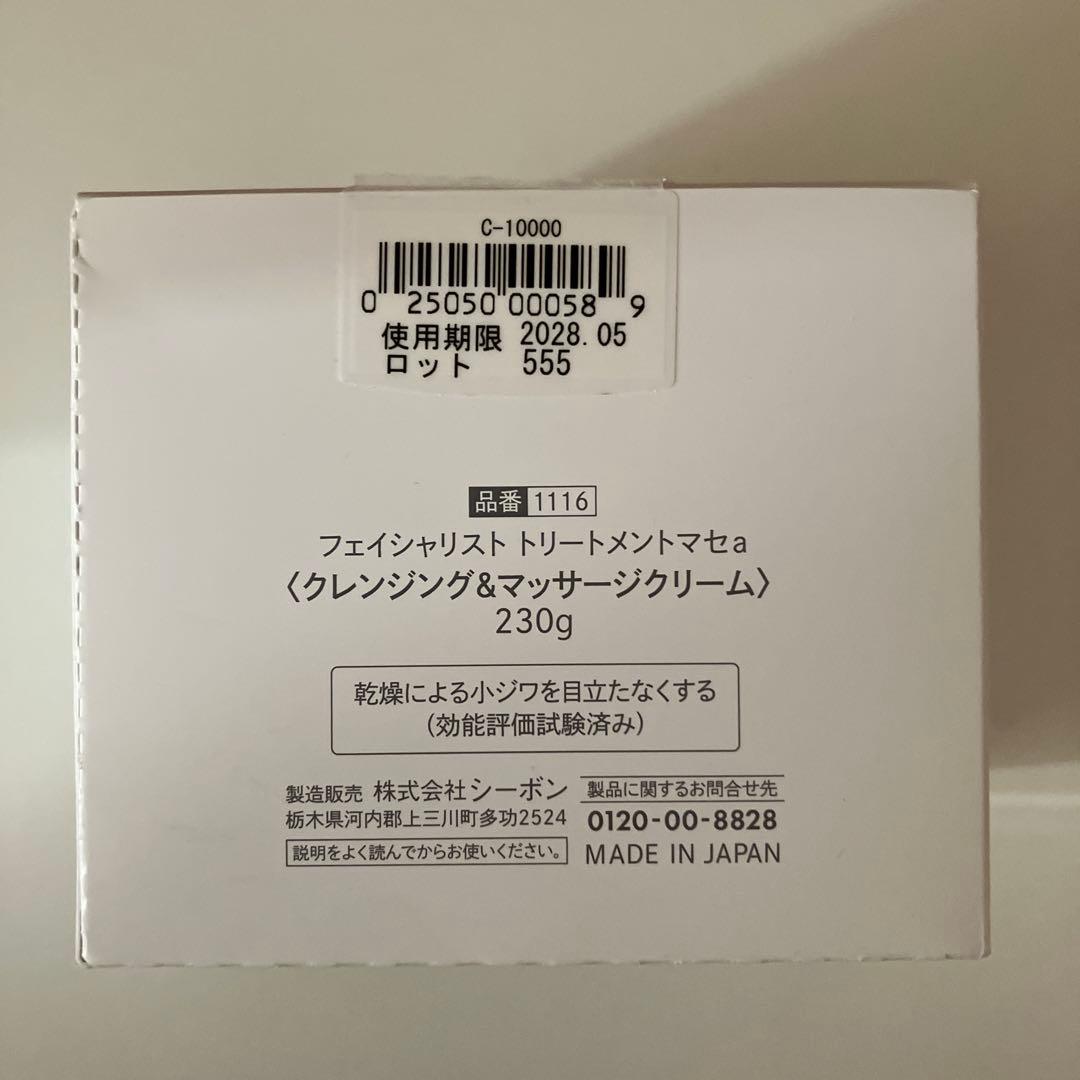 C-10000
0 25050 00058 9
使用期限 2028.05
ロット 555
品番 1116
フェイシャリスト トリートメントマセa
〈クレンジング&マッサージクリーム〉
230g
乾燥による小ジワを目立たなくする
(効能評価試験済み)
製造販売 株式会社シーボン
栃木県河内郡上三川町多功2524
説明をよく読んでからお使いください。
製品に関するお問合せ先
0120-00-8828
MADE IN JAPAN